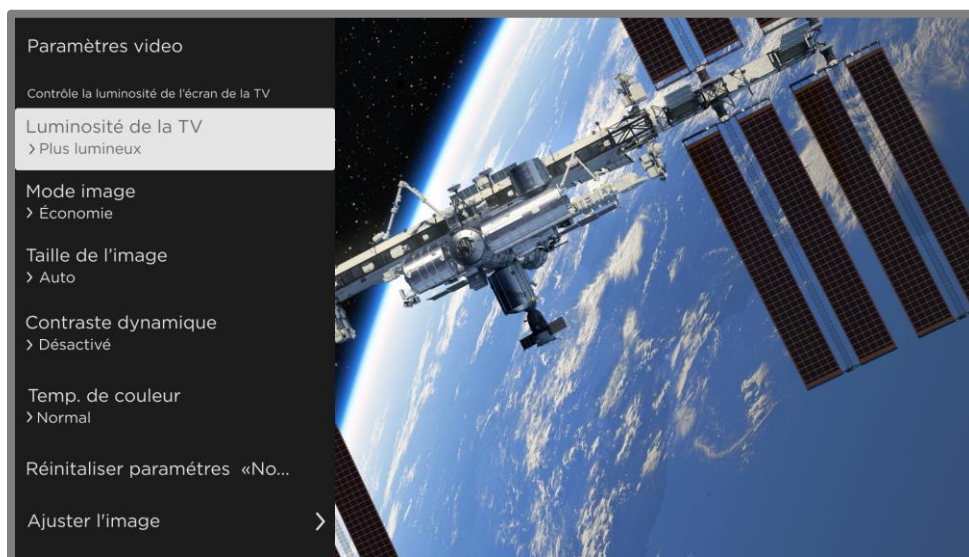 Paramètres video
Contrôle la luminosité de l'écran de la TV
Luminosité de la TV
> Plus lumineux
Mode image
> Économie
Taille de l'image
> Auto
Contraste dynamique
> Désactivé
Temp. de couleur
> Normal
Réinitaliser paramétres «No...
Ajuster l'image >